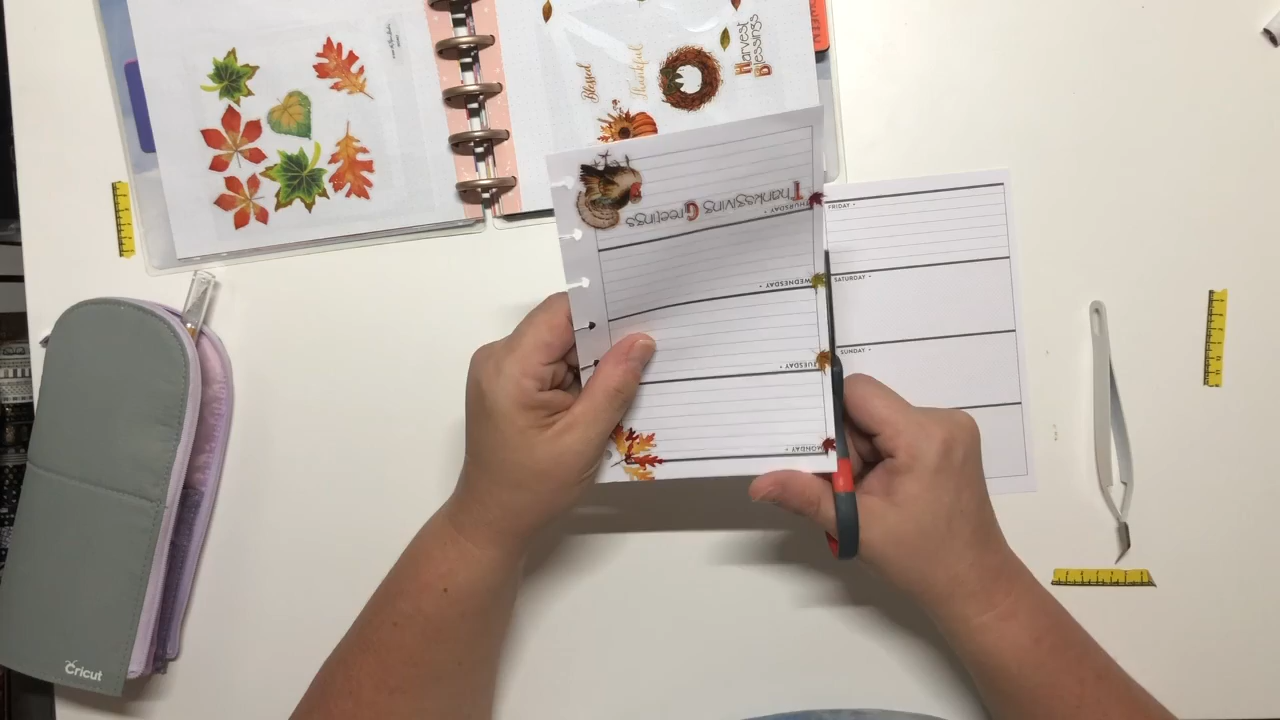 Blessed
Thankful
Harvest
Blessings
Thanksgiving Greetings
THURSDAY •
WEDNESDAY •
TUESDAY •
MONDAY •
FRIDAY •
SATURDAY •
SUNDAY •
Cricut